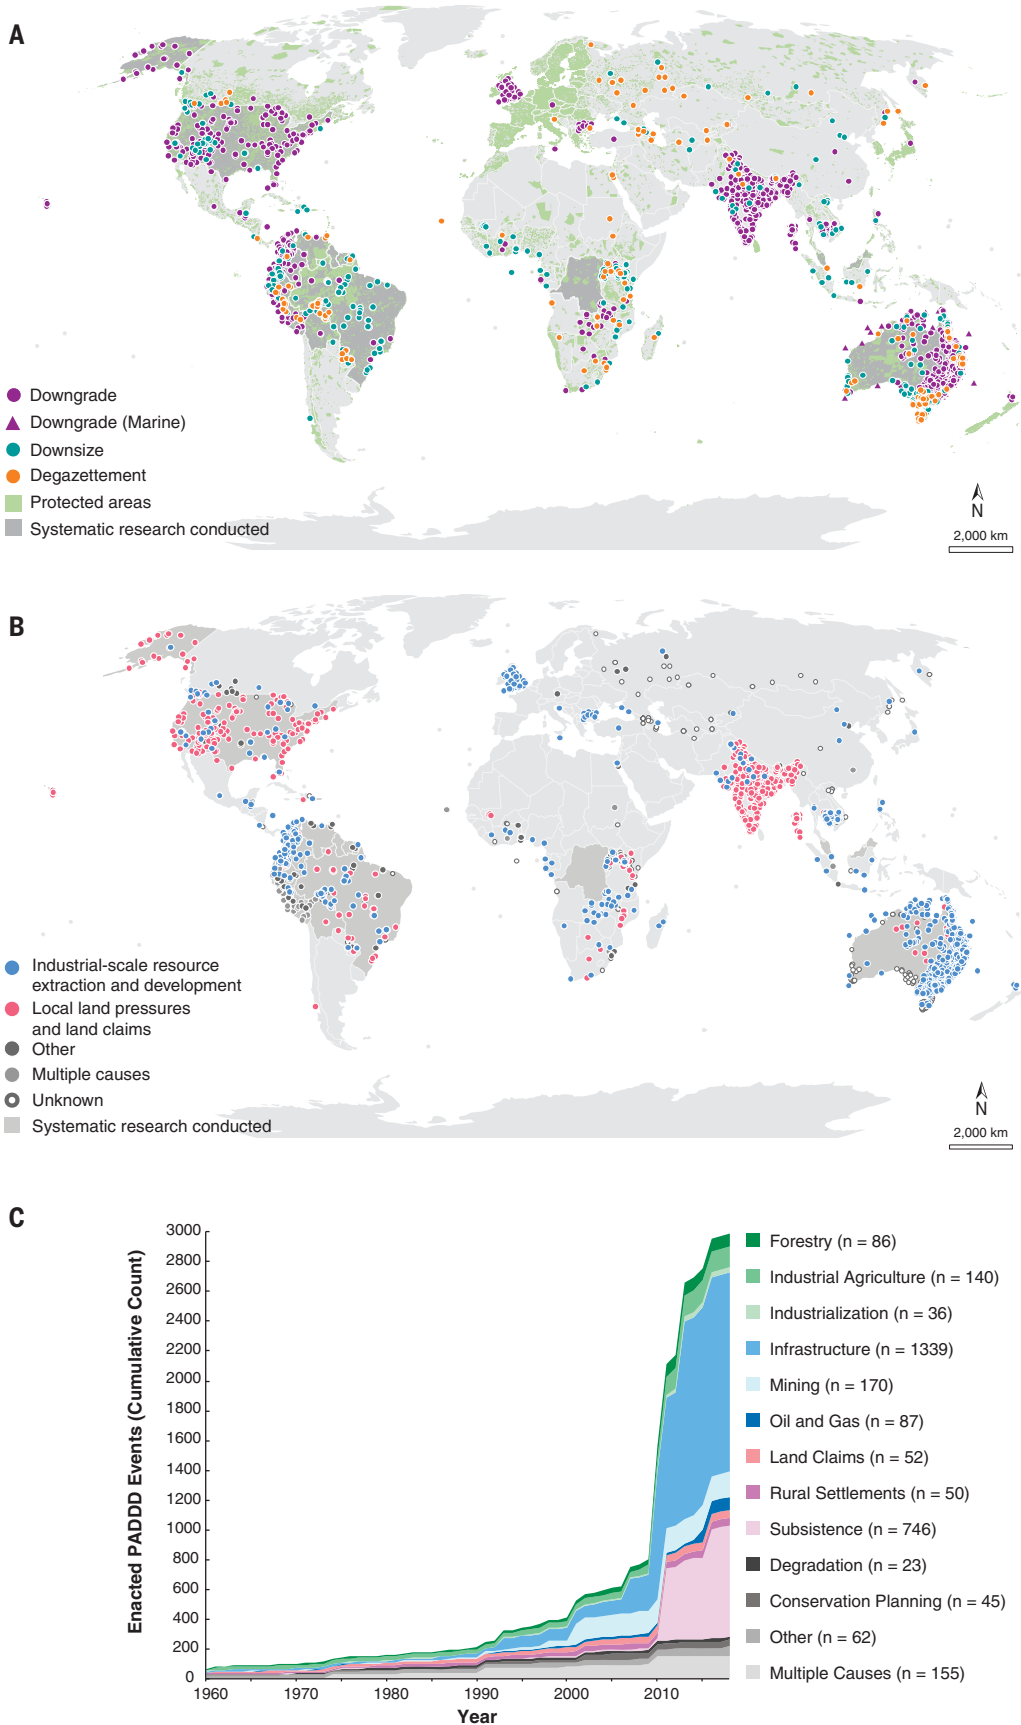 A
Downgrade
Downgrade (Marine)
Downsize
Degazettement
Protected areas
Systematic research conducted
N
2,000 km
B
Industrial-scale resource
extraction and development
Local land pressures
and land claims
Other
Multiple causes
Unknown
Systematic research conducted
N
2,000 km
C
Enacted PADDD Events (Cumulative Count)
3000
2800
2600
2400
2200
2000
1800
1600
1400
1200
1000
800
600
400
200
0
1960
1970
1980
1990
2000
2010
Year
Forestry (n = 86)
Industrial Agriculture (n = 140)
Industrialization (n = 36)
Infrastructure (n = 1339)
Mining (n = 170)
Oil and Gas (n = 87)
Land Claims (n = 52)
Rural Settlements (n = 50)
Subsistence (n = 746)
Degradation (n = 23)
Conservation Planning (n = 45)
Other (n = 62)
Multiple Causes (n = 155)